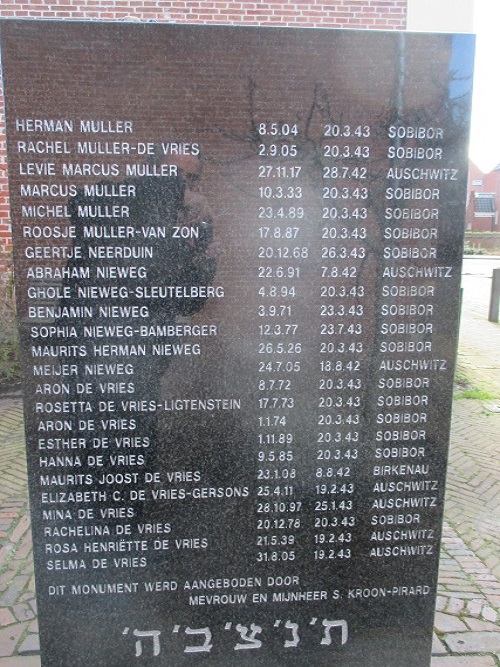 HERMAN MULLER 8.5.04 20.3.43 SOBIBOR
RACHEL MULLER-DE VRIES 2.9.05 20.3.43 SOBIBOR
LEVIE MARCUS MULLER 27.11.17 28.7.42 AUSCHWITZ
MARCUS MULLER 10.3.33 20.3.43 SOBIBOR
MICHEL MULLER 23.4.89 20.3.43 SOBIBOR
ROOSJE MULLER-VAN ZON 17.8.87 20.3.43 SOBIBOR
GEERTJE NEERDUIN 20.12.68 26.3.43 SOBIBOR
ABRAHAM NIEWEG 22.6.91 7.8.42 AUSCHWITZ
GHOLE NIEWEG-SLEUTELBERG 4.8.94 20.3.43 SOBIBOR
BENJAMIN NIEWEG 3.9.71 23.3.43 SOBIBOR
SOPHIA NIEWEG-BAMBERGER 12.3.77 23.7.43 SOBIBOR
MAURITS HERMAN NIEWEG 26.5.26 20.3.43 SOBIBOR
MEIJER NIEWEG 24.7.05 18.8.42 AUSCHWITZ
ARON DE VRIES 8.7.72 20.3.43 SOBIBOR
ROSETTA DE VRIES-LIGTENSTEIN 17.7.73 20.3.43 SOBIBOR
ARON DE VRIES 1.1.74 20.3.43 SOBIBOR
ESTHER DE VRIES 1.11.89 20.3.43 SOBIBOR
HANNA DE VRIES 9.5.85 20.3.43 SOBIBOR
MAURITS JOOST DE VRIES 23.1.08 8.8.42 BIRKENAU
ELIZABETH C. DE VRIES-GERSONS 25.4.11 19.2.43 AUSCHWITZ
MINA DE VRIES 28.10.97 25.1.43 AUSCHWITZ
RACHELINA DE VRIES 20.12.78 20.3.43 SOBIBOR
ROSA HENRIËTTE DE VRIES 21.5.39 19.2.43 AUSCHWITZ
SELMA DE VRIES 31.8.05 19.2.43 AUSCHWITZ
DIT MONUMENT WERD AANGEBODEN DOOR
MEVROUW EN MIJNHEER S. KROON-PIRARD
ת'נ'צ'ב'ה'